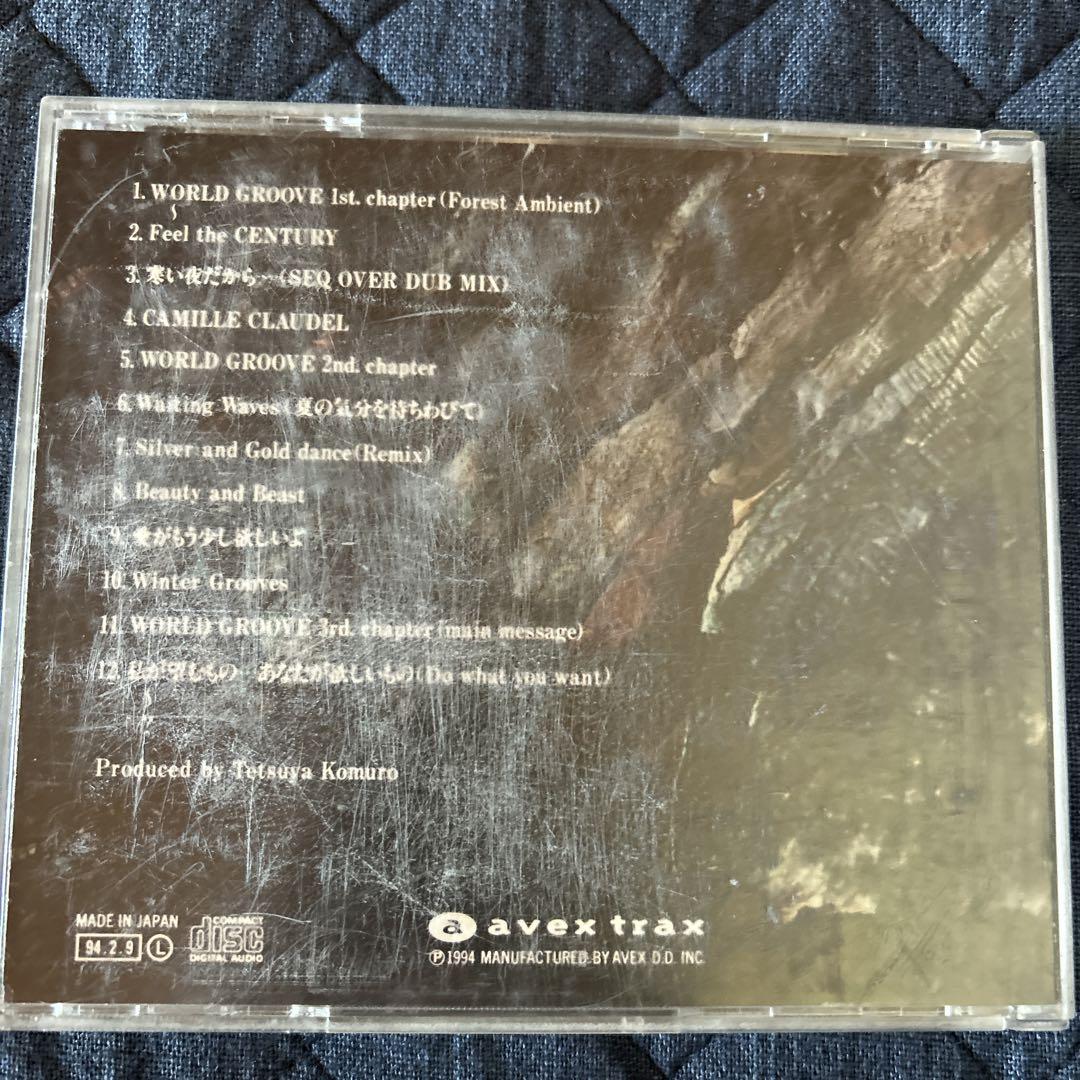 1. WORLD GROOVE 1st. chapter (Forest Ambient)
~
2. Feel the CENTURY
3. 寒い夜だから… (SEQ OVER DUB MIX)
4. CAMILLE CLAUDEL
5. WORLD GROOVE 2nd. chapter
6. Waiting Waves (夏の気分を待ちわびて)
7. Silver and Gold dance (Remix)
8. Beauty and Beast
9. 愛がもう少し欲しいよ
10. Winter Grooves
11. WORLD GROOVE 3rd. chapter (main message)
12. 私が望むもの…あなたが欲しいもの (Do what you want)
Produced by Tetsuya Komuro
MADE IN JAPAN
94.2.9 L
COMPACT
disc
DIGITAL AUDIO
a avex trax
Ⓟ1994 MANUFACTURED BY AVEX D.D. INC.